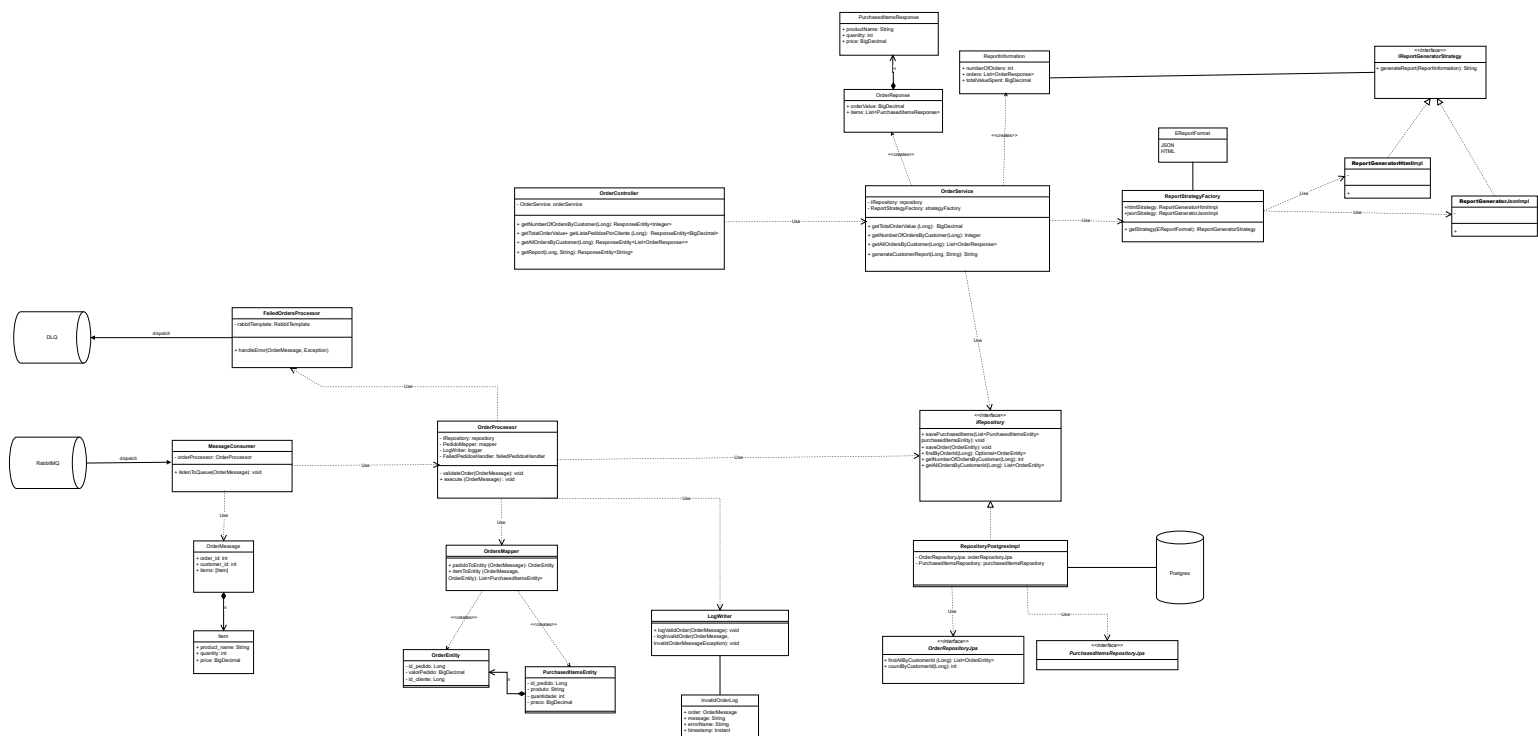 PurchasedItemsResponse
+ productName: String
+ quanitiy: int
+ price: BigDecimal
n
OrderReponse
+ orderValue: BigDecimal
+ items: List<PurchasedItemsResponse>
<<creates>>
ReportInformation
+ numberOfOrders: int
+ orders: List<OrderResponse>
+ totalValueSpent: BigDecimal
<<creates>>
<<interface>>
IReportGeneratorStrategy
+ generateReport(ReportInformation): String
EReportFormat
JSON
HTML
ReportGeneratorHtmlImpl
-
+
ReportGeneratorJsonImpl
-
+
OrderController
- OrderService: orderService
+ getNumberOfOrdersByCustomer(Long): ResponseEntity<Integer>
+ getTotalOrderValue+ getListaPedidosPorCliente (Long): ResponseEntity<BigDecimal>
+ getAllOrdersByCustomer(Long): ResponseEntity<List<OrderResponse>>
+ getReport(Long, String): ResponseEntity<String>
Use
OrderService
- IRepository: repository
- ReportStrategyFactory: strategyFactory
+ getTotalOrderValue (Long): BigDecimal
+ getNumberOfOrdersByCustomer(Long): Integer
+ getAllOrdersByCustomer(Long): List<OrderResponse>
+ generateCustomerReport(Long, String): String
Use
ReportStrategyFactory
+htmlStrategy: ReportGeneratorHtmlImpl
+jsonStrategy: ReportGeneratorJsonImpl
+ getStrategy(EReportFormat): IReportGeneratorStrategy
Use
Use
Use
DLQ
dispatch
FailedOrdersProcessor
- rabbitTemplate: RabbitTemplate
+ handleError(OrderMessage, Exception)
Use
RabbitMQ
dispatch
MessageConsumer
- orderProcessor: OrderProcessor
+ listenToQueue(OrderMessage): void
Use
OrderProcessor
- IRepository: repository
- PedidoMapper: mapper
- LogWriter: logger
- FailedPedidosHandler: failedPedidosHandler
- validateOrder(OrderMessage): void
+ execute (OrderMessage) : void
Use
<<interface>>
IRepository
+ savePurchasedItems(List<PurchasedItemsEntity>
purchasedItemsEntity): void
+ saveOrder(OrderEntity): void
+ findByOrderId(Long): Optional<OrderEntity>
+ getNumberOfOrdersByCustomer(Long): int
+ getAllOrdersByCustomerId(Long): List<OrderEntity>
Use
Use
Use
OrderMessage
+ order_id: int
+ customer_id: int
+ items: [Item]
n
Item
+ product_name: String
+ quantity: int
+ price: BigDecimal
OrdersMapper
+ pedidoToEntity (OrderMessage): OrderEntity
+ itemToEntity (OrderMessage,
OrderEntity): List<PurchasedItemsEntity>
<<creates>>
<<creates>>
OrderEntity
- id_pedido: Long
- valorPedido: BigDecimal
- id_cliente: Long
n
PurchasedItemsEntity
- id_pedido: Long
- produto: String
- quantidade: int
- preco: BigDecimal
LogWriter
+ logValidOrder(OrderMessage): void
- logInvalidOrder(OrderMessage,
InvalidOrderMessageException): void
InvalidOrderLog
+ order: OrderMessage
+ message: String
+ errorName: String
+ timestamp: Instant
RepositoryPostgresImpl
- OrderRepositoryJpa: orderRepositoryJpa
- PurchasedItemsRepository: purchasedItemsRepository
Postgres
Use
Use
<<interface>>
OrderRepositoryJpa
+ findAllByCustomerId (Long): List<OrderEntity>
+ countByCustomerId(Long): int
<<interface>>
PurchasedItemsRepositoryJpa